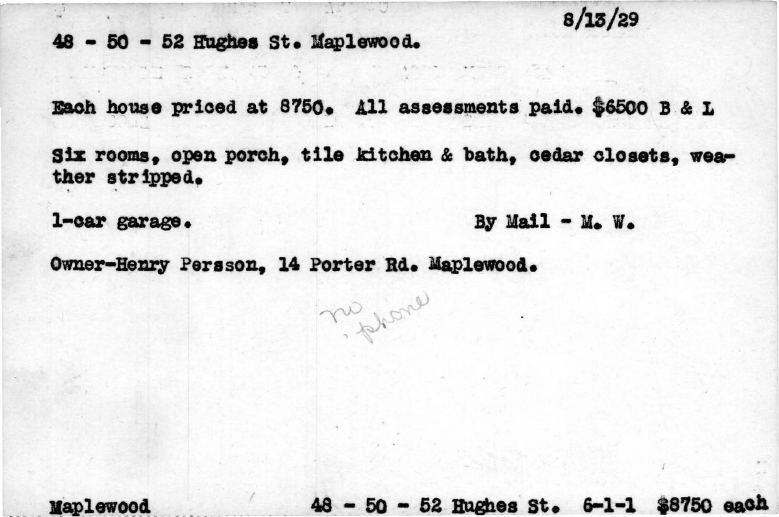 8/13/29
48 - 50 - 52 Hughes St. Maplewood.
Each house priced at 8750. All assessments paid. $6500 B & L
Six rooms, open porch, tile kitchen & bath, cedar closets, wea-
ther stripped.
1-car garage. By Mail - M. W.
Owner-Henry Persson, 14 Porter Rd. Maplewood.
no
phone
Maplewood 48 - 50 - 52 Hughes St. 6-1-1 $8750 each